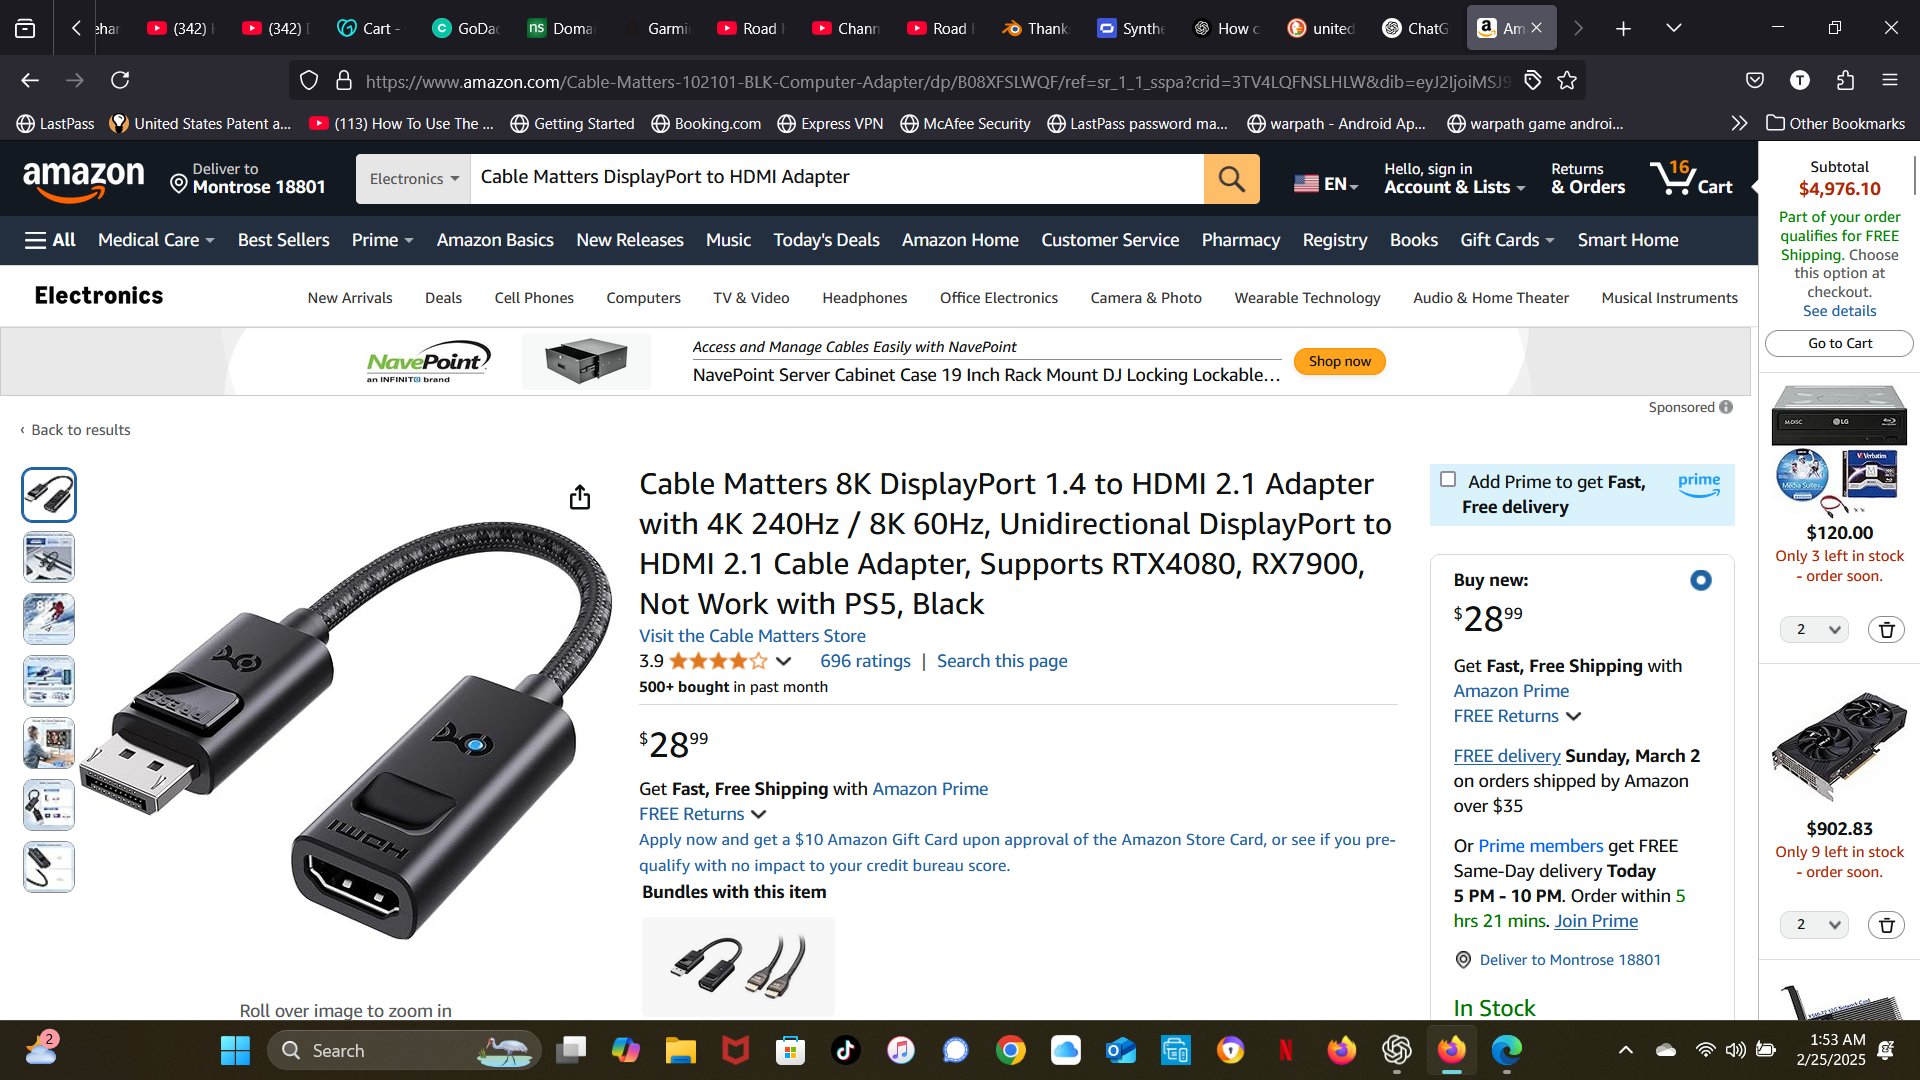 (342)
(342)
Cart -
GoDa
Domai
Garmi
Road
Chann
Road
Thank
Synthe
How c
united
ChatG
Am
https://www.amazon.com/Cable-Matters-102101-BLK-Computer-Adapter/dp/B08XFSLWQF/ref=sr_1_1_sspa?crid=3TV4LQFNSLHLW&dib=eyJ2IjoiMSJ9
LastPass
United States Patent a...
(113) How To Use The ...
Getting Started
Booking.com
Express VPN
McAfee Security
LastPass password ma...
warpath - Android Ap...
warpath game androi...
Other Bookmarks
amazon
Deliver to
Montrose 18801
Electronics
Cable Matters DisplayPort to HDMI Adapter
EN
Hello, sign in
Account & Lists
Returns
& Orders
16
Cart
All
Medical Care
Best Sellers
Prime
Amazon Basics
New Releases
Music
Today's Deals
Amazon Home
Customer Service
Pharmacy
Registry
Books
Gift Cards
Smart Home
Electronics
New Arrivals
Deals
Cell Phones
Computers
TV & Video
Headphones
Office Electronics
Camera & Photo
Wearable Technology
Audio & Home Theater
Musical Instruments
NavePoint
an INFINITE brand
Access and Manage Cables Easily with NavePoint
NavePoint Server Cabinet Case 19 Inch Rack Mount DJ Locking Lockable...
Shop now
Sponsored
‹ Back to results
PRESS
HDMI
Roll over image to zoom in
Cable Matters 8K DisplayPort 1.4 to HDMI 2.1 Adapter
with 4K 240Hz / 8K 60Hz, Unidirectional DisplayPort to
HDMI 2.1 Cable Adapter, Supports RTX4080, RX7900,
Not Work with PS5, Black
Visit the Cable Matters Store
3.9
696 ratings | Search this page
500+ bought in past month
$28 99
Get Fast, Free Shipping with Amazon Prime
FREE Returns
Apply now and get a $10 Amazon Gift Card upon approval of the Amazon Store Card, or see if you pre-
qualify with no impact to your credit bureau score.
Bundles with this item
Add Prime to get Fast,
Free delivery
prime
Buy new:
$28 99
Get Fast, Free Shipping with
Amazon Prime
FREE Returns
FREE delivery Sunday, March 2
on orders shipped by Amazon
over $35
Or Prime members get FREE
Same-Day delivery Today
5 PM - 10 PM. Order within 5
hrs 21 mins. Join Prime
Deliver to Montrose 18801
In Stock
Subtotal
$4,976.10
Part of your order
qualifies for FREE
Shipping. Choose
this option at
checkout.
See details
Go to Cart
M-DISC
LG
Verbatim
Media Suite
$120.00
Only 3 left in stock
- order soon.
2
$902.83
Only 9 left in stock
- order soon.
2
2
Search
1:53 AM
2/25/2025